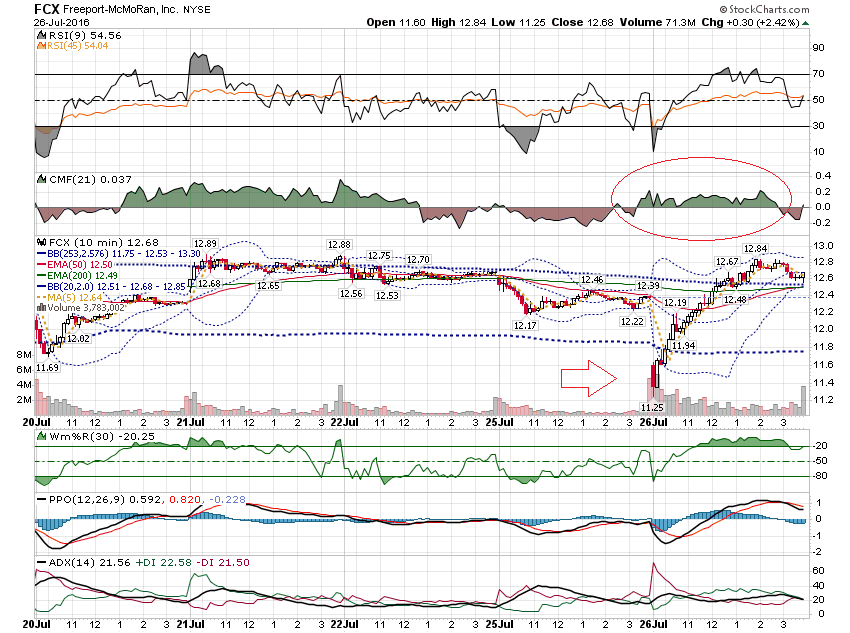 FCX Freeport-McMoRan, Inc. NYSE © StockCharts.com
26-Jul-2016 Open 11.60 High 12.84 Low 11.25 Close 12.68 Volume 71.3M Chg +0.30 (+2.42%)
RSI(9) 54.56
RSI(45) 54.04
90
70
50
30
10
CMF(21) 0.037
0.4
0.2
0.0
-0.2
FCX (10 min) 12.68
BB(253,2.576) 11.75 - 12.53 - 13.30
EMA(50) 12.50
EMA(200) 12.49
BB(20,2.0) 12.51 - 12.68 - 12.85
MA(5) 12.64
Volume 3,783,002
13.0
12.8
12.6
12.4
12.2
12.0
11.8
11.6
11.4
11.2
8M
6M
4M
2M
12.89
12.88
12.75
12.70
12.84
12.67
12.68
12.65
12.56
12.53
12.46
12.39
12.48
12.19
12.17
12.22
12.02
11.94
11.69
11.25
20Jul 12 1 2 3 21Jul 12 1 2 3 22Jul 12 1 2 3 25Jul 12 1 2 3 26Jul 12 1 2 3
Wm%R(30) -20.25
-20
-50
-80
PPO(12,26,9) 0.592, 0.820, -0.228
1
0
-1
-2
ADX(14) 21.56 +DI 22.58 -DI 21.50
60
40
20
0
20Jul 12 1 2 3 21Jul 12 1 2 3 22Jul 12 1 2 3 25Jul 12 1 2 3 26Jul 12 1 2 3